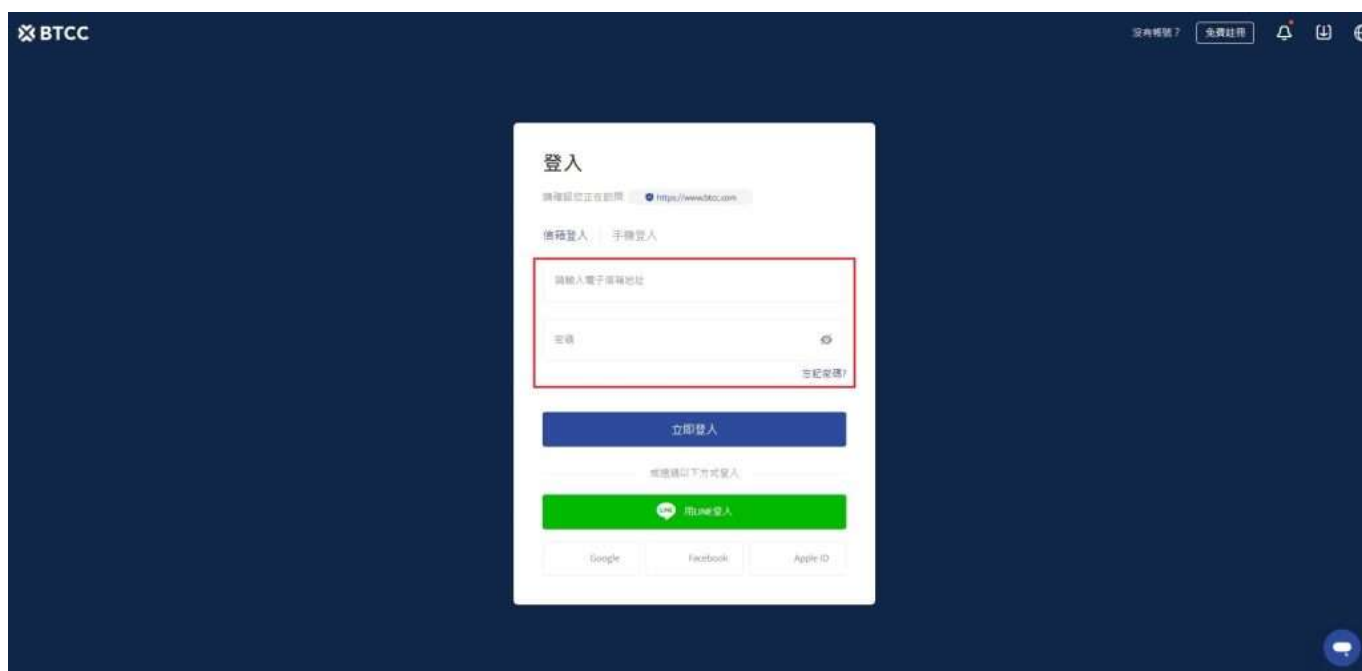 BTCC
沒有帳號？ 免費註冊
登入
請確認您正在訪問 https://www.btcc.com
信箱登入 手機登入
請輸入電子信箱地址
密碼
忘記密碼?
立即登入
或透過以下方式登入
LINE 用LINE登入
Google Facebook Apple ID